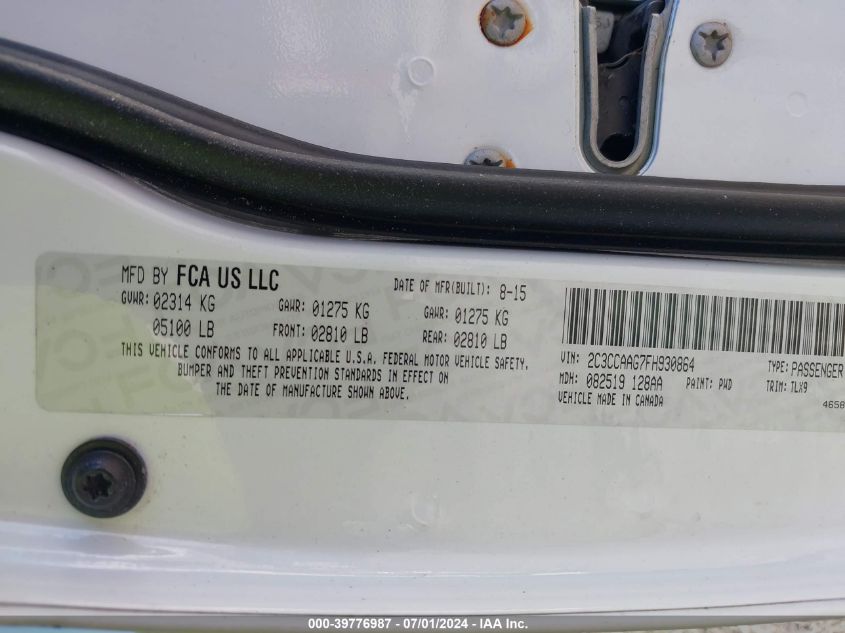 MFD BY FCA US LLC
DATE OF MFR(BUILT): 8-15
GVWR: 02314 KG GAWR: 01275 KG GAWR: 01275 KG
05100 LB FRONT: 02810 LB REAR: 02810 LB
THIS VEHICLE CONFORMS TO ALL APPLICABLE U.S.A. FEDERAL MOTOR VEHICLE SAFETY,
BUMPER AND THEFT PREVENTION STANDARDS IN EFFECT ON
THE DATE OF MANUFACTURE SHOWN ABOVE.
VIN: 2C3CCAAG7FH930864 TYPE: PASSENGER
MDH: 082519 128AA PAINT: PWD TRIM: TLX9
VEHICLE MADE IN CANADA
4658
000-39776987 - 07/01/2024 - IAA Inc.